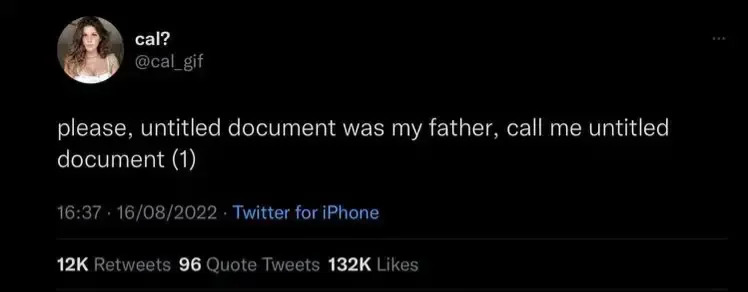 cal?
@cal_gif
please, untitled document was my father, call me untitled
document (1)
16:37 · 16/08/2022 · Twitter for iPhone
12K Retweets 96 Quote Tweets 132K Likes